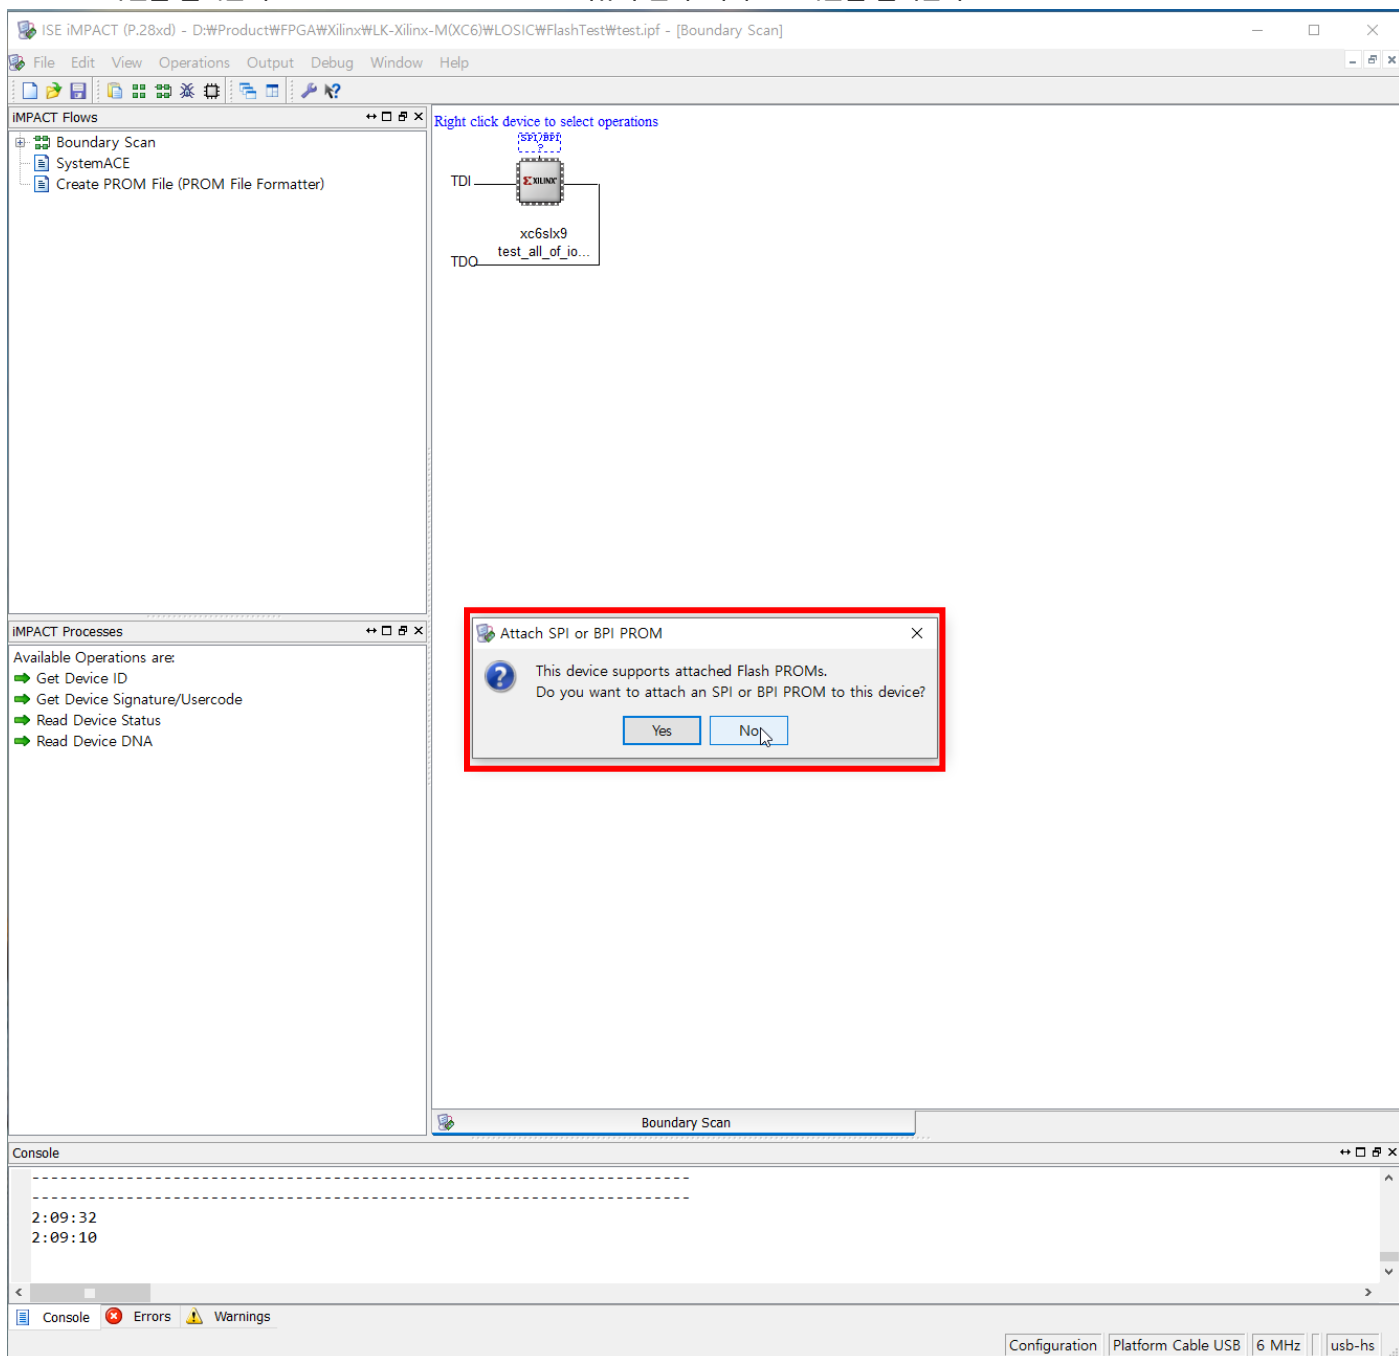 ISE iMPACT (P.28xd) - D:₩Product₩FPGA₩Xilinx₩LK-Xilinx-M(XC6)₩LOSIC₩FlashTest₩test.ipf - [Boundary Scan]
File Edit View Operations Output Debug Window Help
iMPACT Flows
Boundary Scan
SystemACE
Create PROM File (PROM File Formatter)
Right click device to select operations
SPI/BPI
?
TDI
XILINX
xc6slx9
test_all_of_io...
TDO
iMPACT Processes
Available Operations are:
Get Device ID
Get Device Signature/Usercode
Read Device Status
Read Device DNA
Attach SPI or BPI PROM
This device supports attached Flash PROMs.
Do you want to attach an SPI or BPI PROM to this device?
Yes No
Boundary Scan
Console
----------------------------------------------------------------------
----------------------------------------------------------------------
2:09:32
2:09:10
Console Errors Warnings
Configuration Platform Cable USB 6 MHz usb-hs